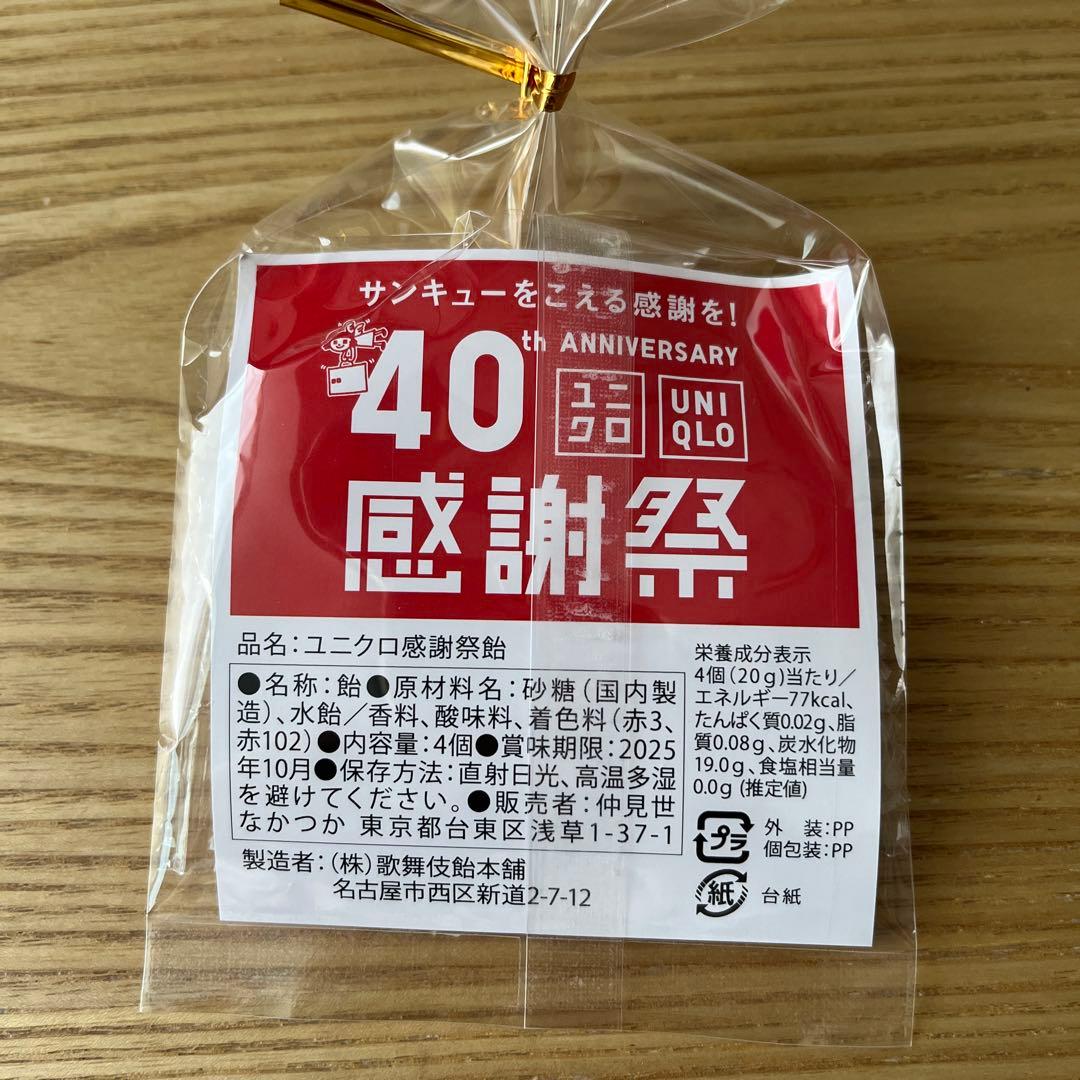 サンキューをこえる感謝を!
40th ANNIVERSARY
ユニ
クロ
UNI
QLO
感謝祭
品名:ユニクロ感謝祭飴
●名称:飴●原材料名:砂糖(国内製
造)、水飴/香料、酸味料、着色料(赤3、
赤102)●内容量:4個●賞味期限:2025
年10月●保存方法:直射日光、高温多湿
を避けてください。●販売者:仲見世
なかつか 東京都台東区浅草1-37-1
製造者:(株)歌舞伎飴本舗
名古屋市西区新道2-7-12
栄養成分表示
4個(20g)当たり/
エネルギー77kcal、
たんぱく質0.02g、脂
質0.08g、炭水化物
19.0g、食塩相当量
0.0g (推定値)
プラ
外 装:PP
個包装:PP
紙
台紙